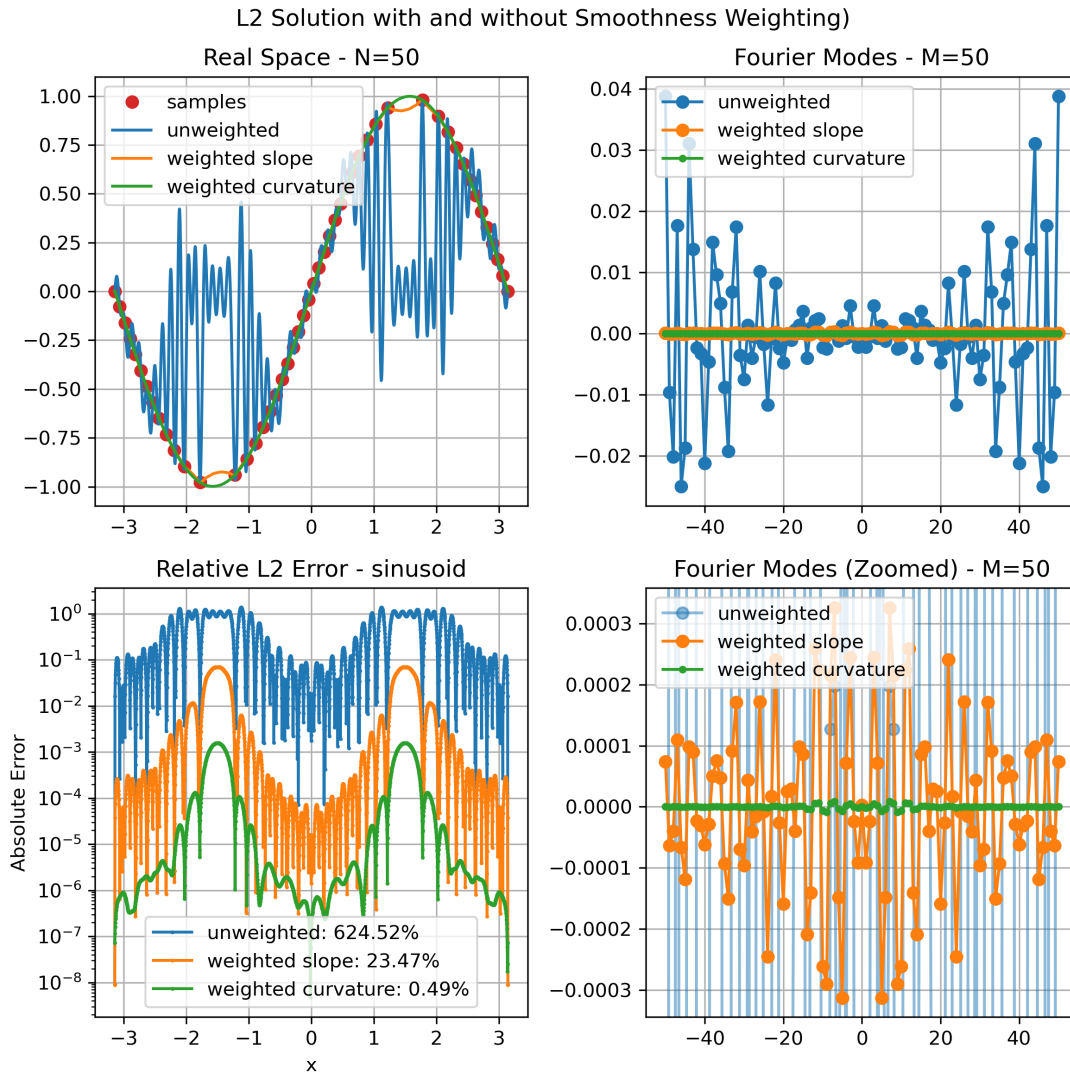 L2 Solution with and without Smoothness Weighting)
Real Space - N=50
1.00
0.75
0.50
0.25
0.00
−0.25
−0.50
−0.75
−1.00
samples
unweighted
weighted slope
weighted curvature
−3 −2 −1 0 1 2 3
Fourier Modes - M=50
0.04
0.03
0.02
0.01
0.00
−0.01
−0.02
unweighted
weighted slope
weighted curvature
−40 −20 0 20 40
Relative L2 Error - sinusoid
Absolute Error
10⁰
10⁻¹
10⁻²
10⁻³
10⁻⁴
10⁻⁵
10⁻⁶
10⁻⁷
10⁻⁸
unweighted: 624.52%
weighted slope: 23.47%
weighted curvature: 0.49%
−3 −2 −1 0 1 2 3
x
Fourier Modes (Zoomed) - M=50
0.0003
0.0002
0.0001
0.0000
−0.0001
−0.0002
−0.0003
unweighted
weighted slope
weighted curvature
−40 −20 0 20 40